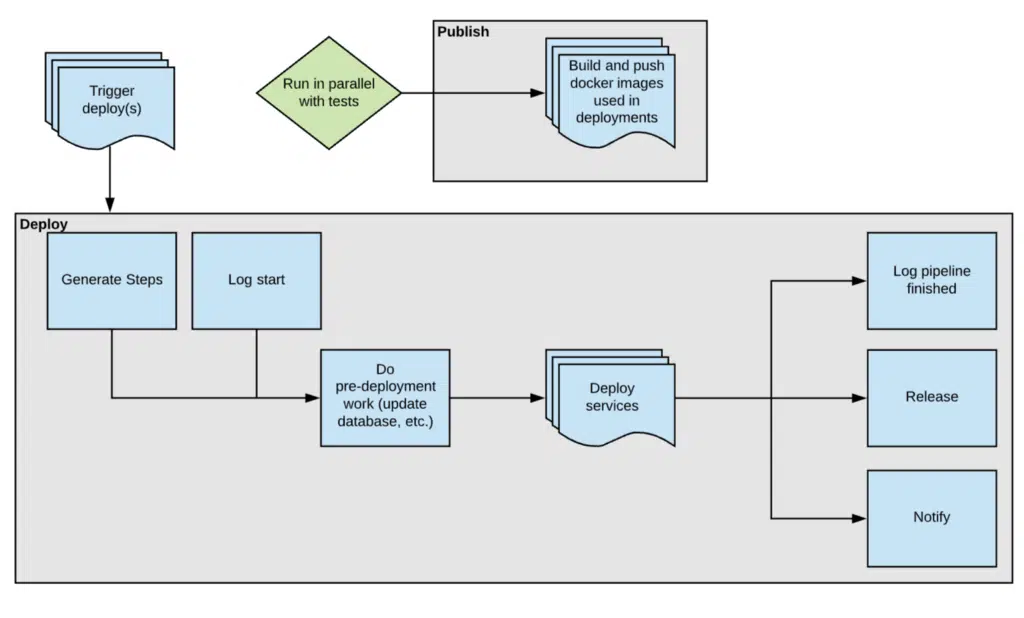 Publish
Trigger
deploy(s)
Run in parallel
with tests
Build and push
docker images
used in
deployments
Deploy
Generate Steps
Log start
Log pipeline
finished
Do
pre-deployment
work (update
database, etc.)
Deploy
services
Release
Notify